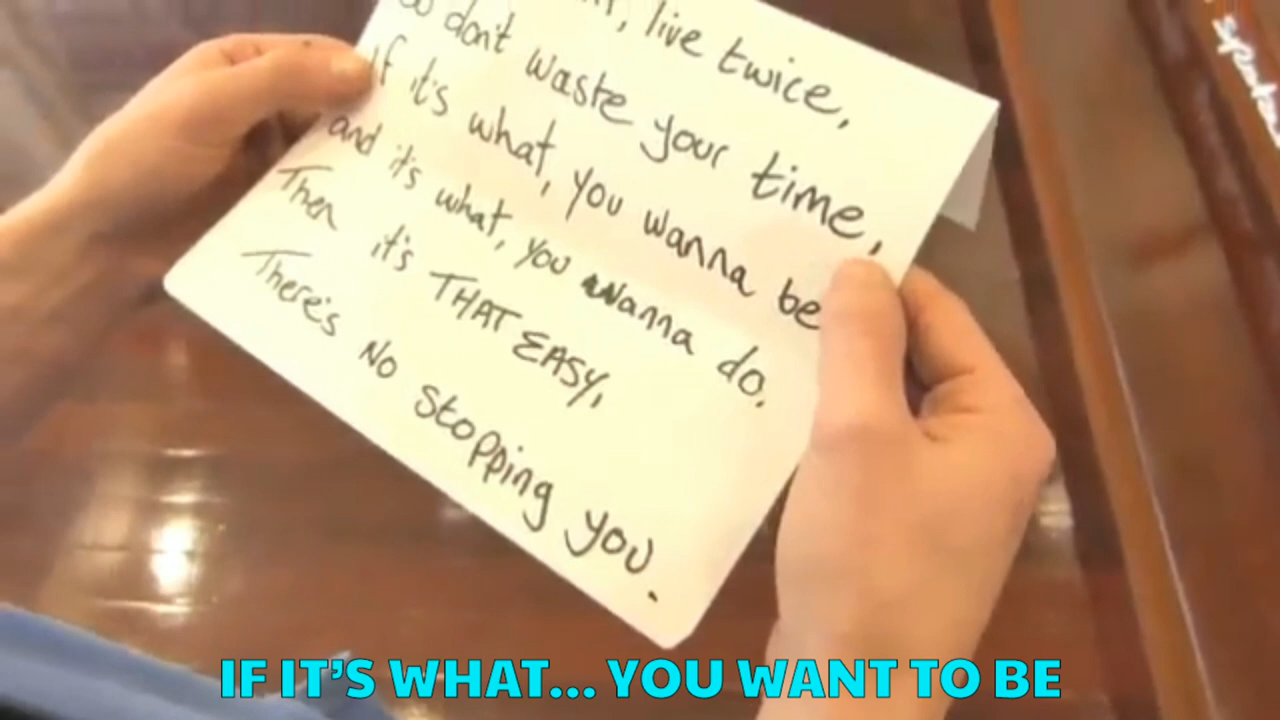 live twice,
don't waste your time,
If it's what, you wanna be
and it's what, you wanna do.
Then it's THAT EASY,
There's No stopping you.
IF IT'S WHAT... YOU WANT TO BE